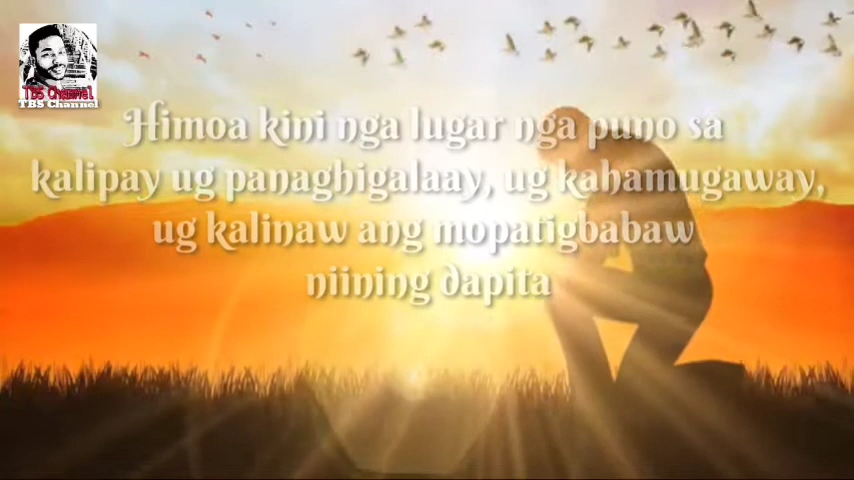 TBS Channel
TBS Channel
Himoa kini nga lugar nga puno sa
kalipay ug panaghigalaay, ug kahamugaway,
ug kalinaw ang mopatigbabaw
niining dapita